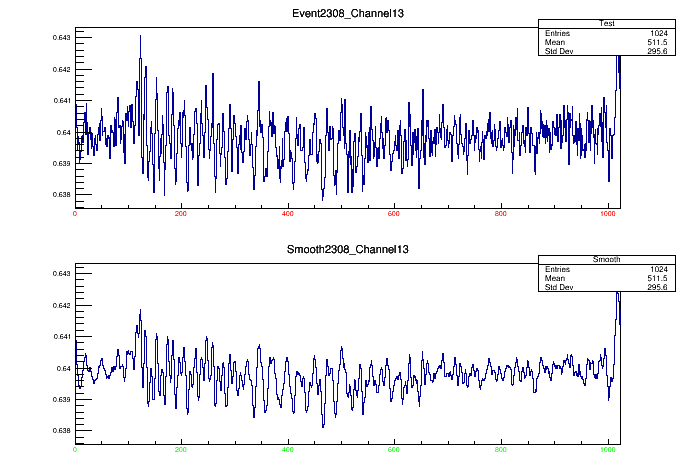 Event2308_Channel13
Test
Entries 1024
Mean 511.5
Std Dev 295.6
0.643
0.642
0.641
0.64
0.639
0.638
0 200 400 600 800 1000
Smooth2308_Channel13
Smooth
Entries 1024
Mean 511.5
Std Dev 295.6
0.643
0.642
0.641
0.64
0.639
0.638
0 200 400 600 800 1000